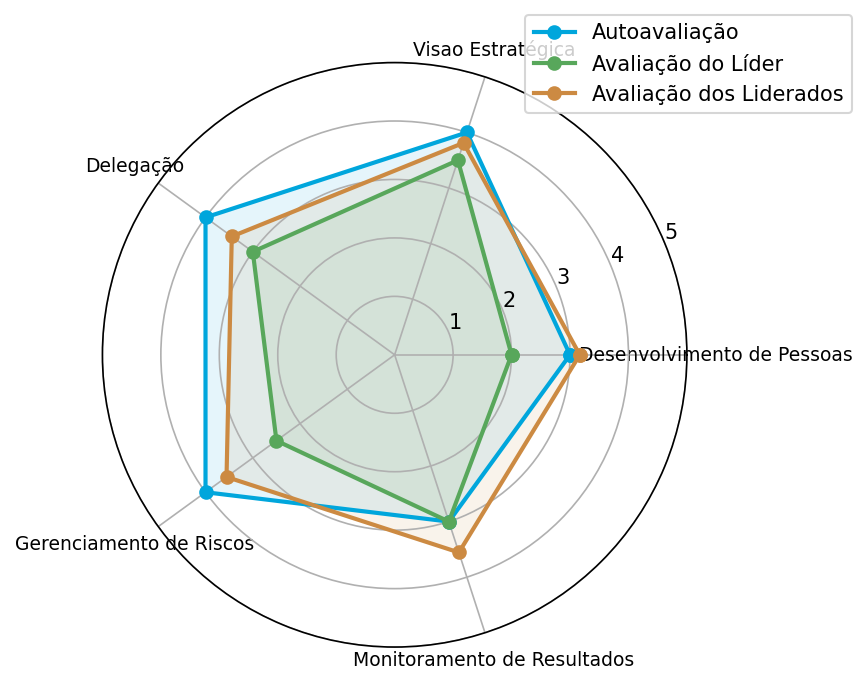 Autoavaliação
Avaliação do Líder
Avaliação dos Liderados
Visao Estratégica
Delegação
5
4
3
2
1
Desenvolvimento de Pessoas
Gerenciamento de Riscos
Monitoramento de Resultados